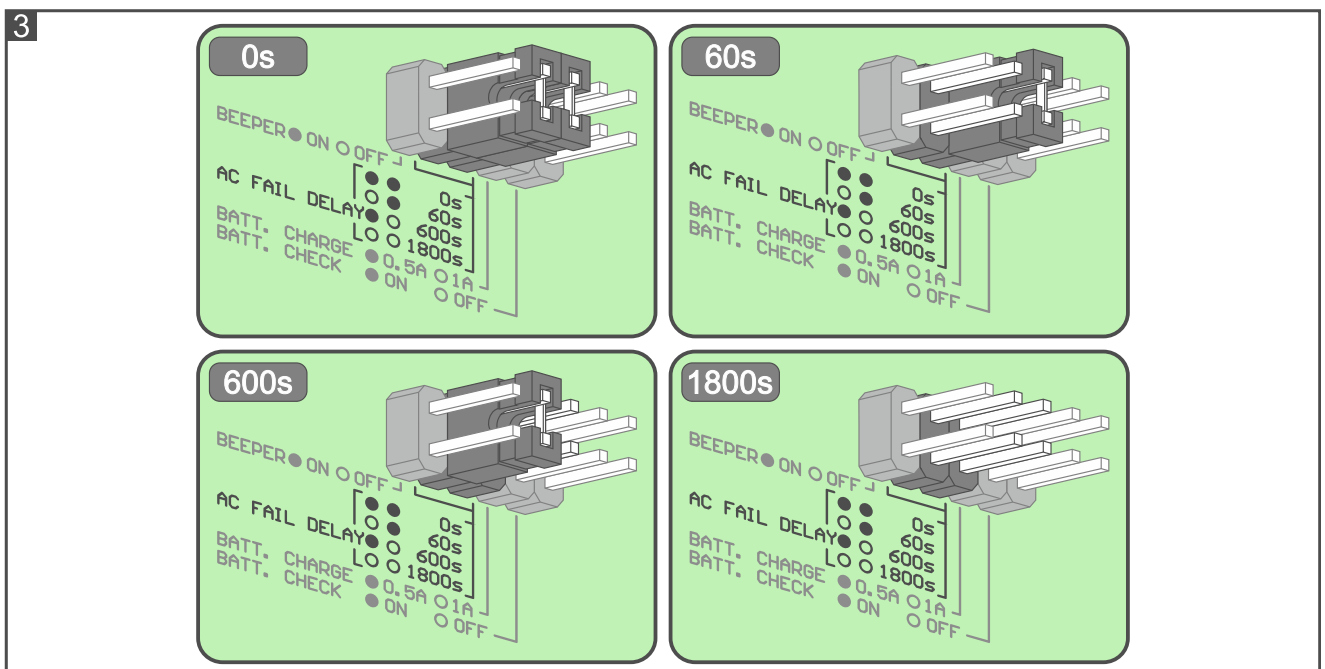 3
0s
BEEPER ON OFF
AC FAIL DELAY
0s
60s
600s
1800s
BATT. CHARGE 0.5A 1A
BATT. CHECK ON OFF
60s
BEEPER ON OFF
AC FAIL DELAY
0s
60s
600s
1800s
BATT. CHARGE 0.5A 1A
BATT. CHECK ON OFF
600s
BEEPER ON OFF
AC FAIL DELAY
0s
60s
600s
1800s
BATT. CHARGE 0.5A 1A
BATT. CHECK ON OFF
1800s
BEEPER ON OFF
AC FAIL DELAY
0s
60s
600s
1800s
BATT. CHARGE 0.5A 1A
BATT. CHECK ON OFF